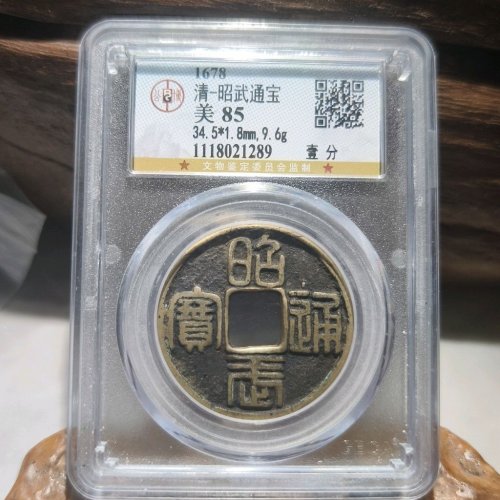 1678
清-昭武通宝
美 85
34.5*1.8mm,9.6g
1118021289 壹 分
★ 文物鉴定委员会监制 ★
昭
寳 通
武